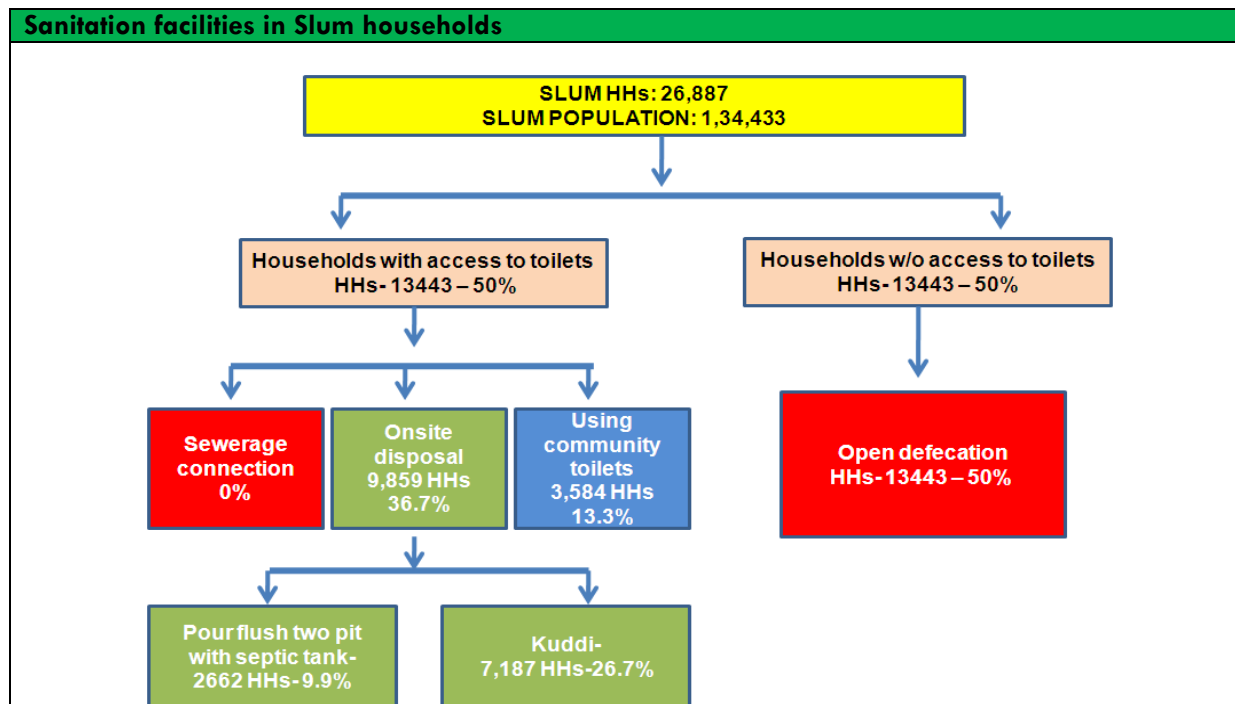 Sanitation facilities in Slum households
SLUM HHs: 26,887
SLUM POPULATION: 1,34,433
Households with access to toilets
HHs- 13443 – 50%
Households w/o access to toilets
HHs- 13443 – 50%
Sewerage
connection
0%
Onsite
disposal
9,859 HHs
36.7%
Using
community
toilets
3,584 HHs
13.3%
Open defecation
HHs- 13443 – 50%
Pour flush two pit
with septic tank-
2662 HHs- 9.9%
Kuddi-
7,187 HHs-26.7%